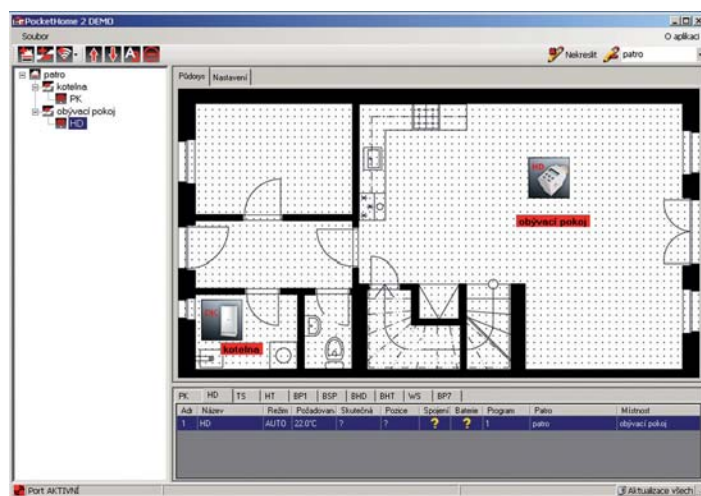 PocketHome 2 DEMO
Soubor
O aplikaci
Nekreslit
patro
patro
kotelna
PK
obývací pokoj
HD
Půdorys Nastavení
HD
obývací pokoj
PK
kotelna
PK HD TS HT BP1 BSP BHD BHT WS BP7
Adr Název Režim Požadovaná Skutečná Pozice Spojení Baterie Program Patro Místnost
1 HD AUTO 22.0°C ? ? ? ? 1 patro obývací pokoj
Port AKTIVNÍ
Aktualizace všech